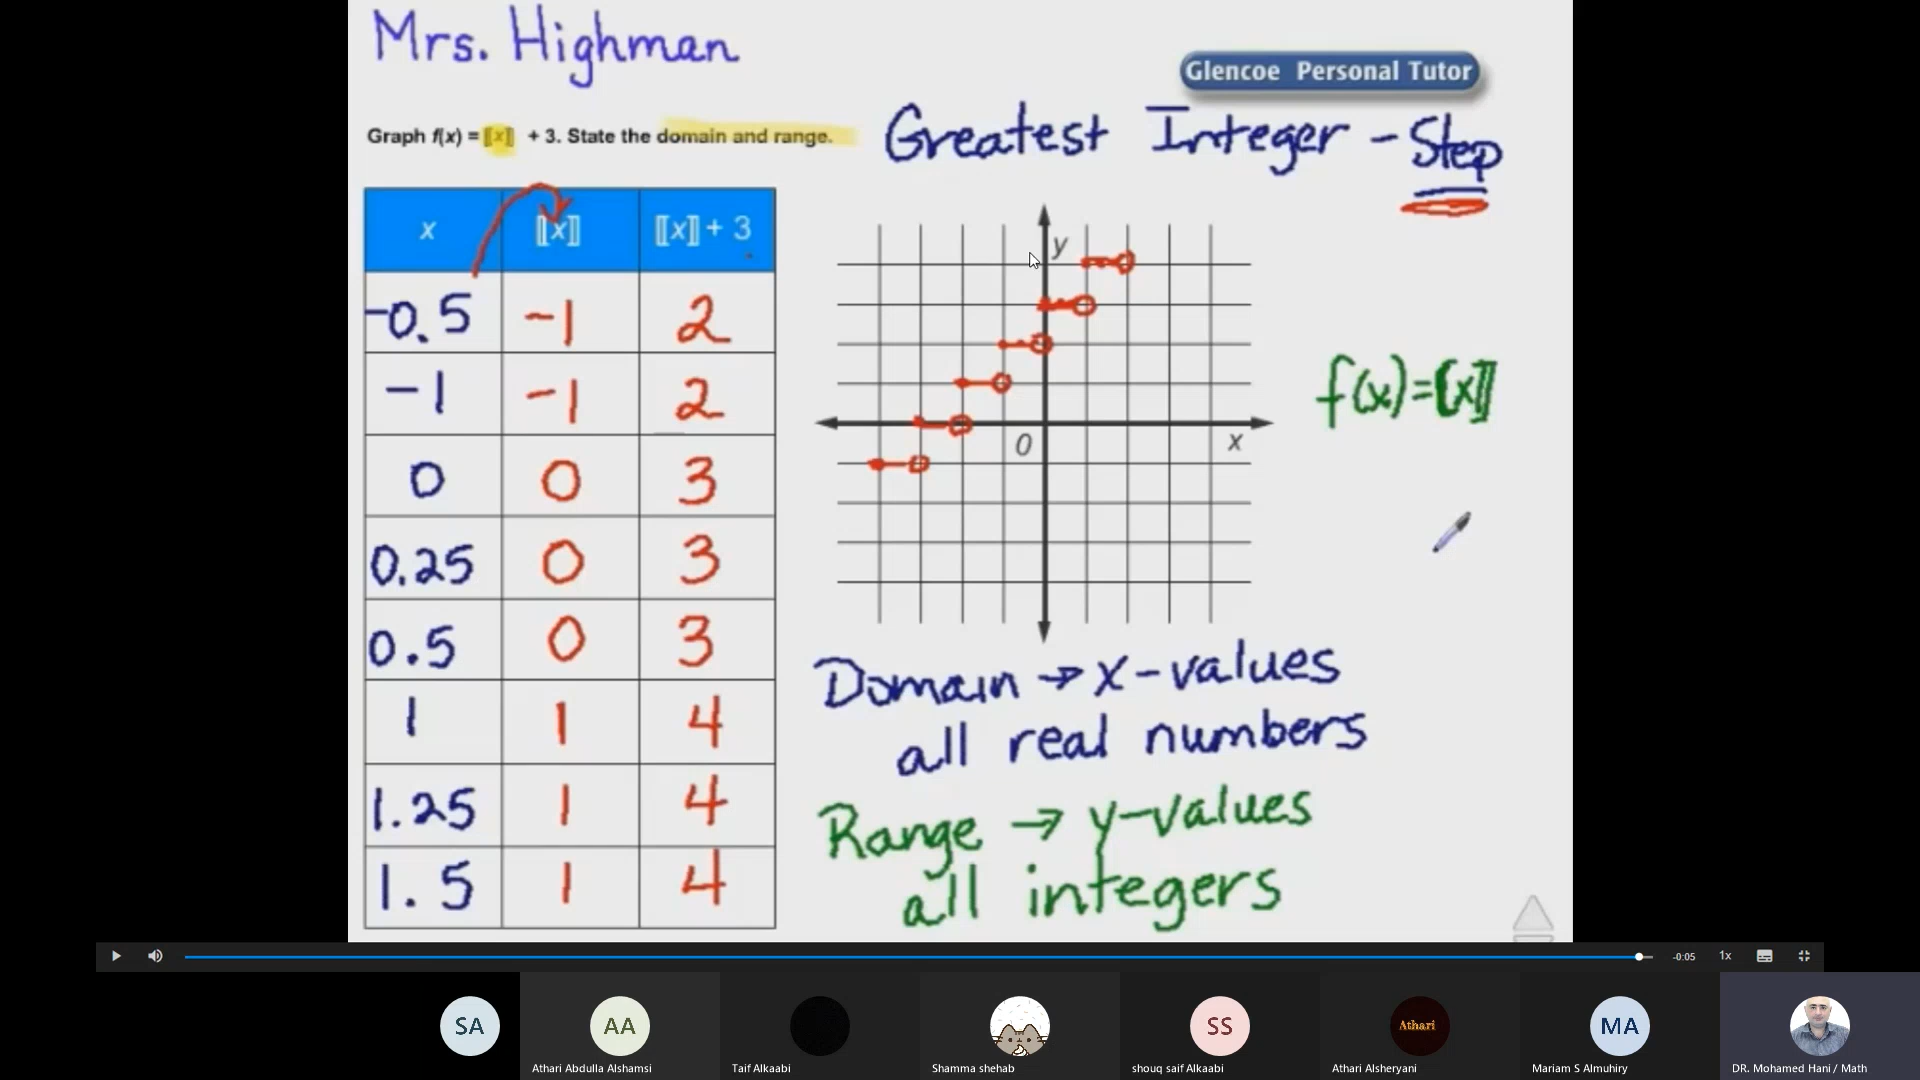 Mrs. Highman
Glencoe Personal Tutor
Graph f(x) = ⟦x⟧ + 3. State the domain and range.
Greatest Integer - Step
x ⟦x⟧ ⟦x⟧ + 3
-0.5 -1 2
-1 -1 2
0 0 3
0.25 0 3
0.5 0 3
1 1 4
1.25 1 4
1.5 1 4
y
0
x
f(x)=⟦x⟧
Domain → x-values
all real numbers
Range → y-values
all integers
-0:05 1x
SA
AA
SS
Athari
MA
Athari Abdulla Alshamsi
Taif Alkaabi
Shamma shehab
shouq saif Alkaabi
Athari Alsheryani
Mariam S Almuhiry
DR. Mohamed Hani / Math